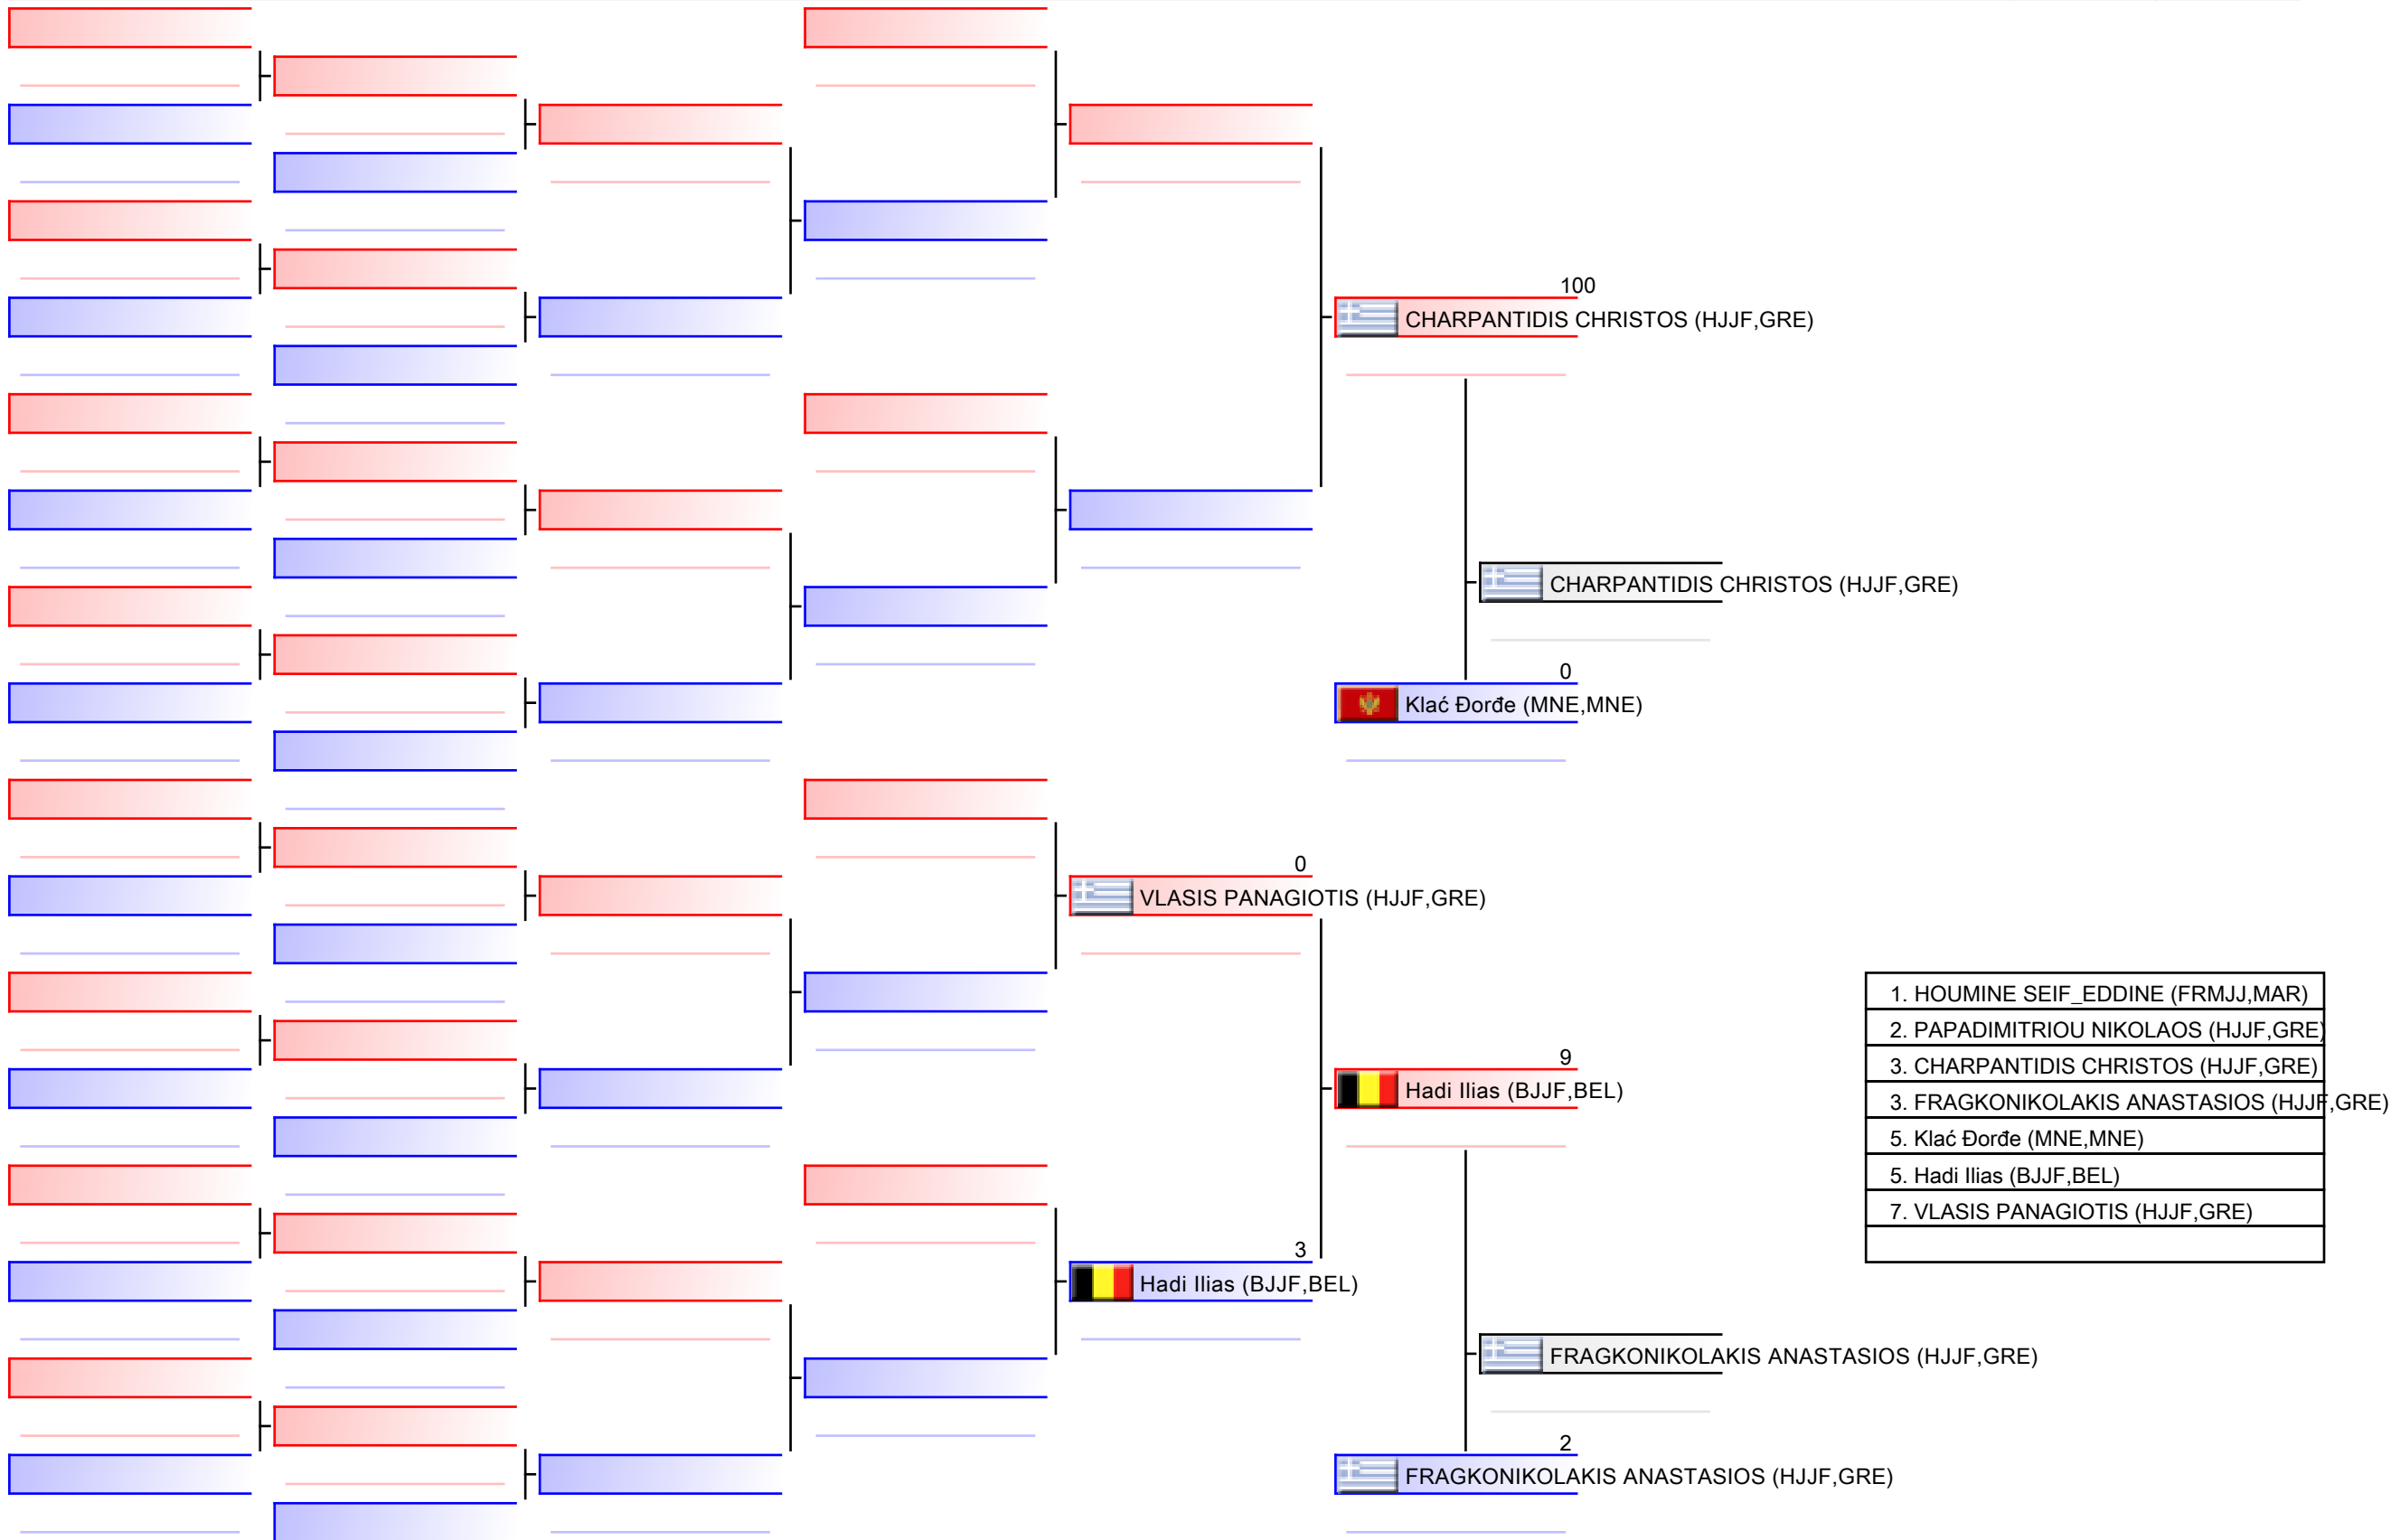 100
CHARPANTIDIS CHRISTOS (HJJF,GRE)
CHARPANTIDIS CHRISTOS (HJJF,GRE)
0
Klać Đorđe (MNE,MNE)
0
VLASIS PANAGIOTIS (HJJF,GRE)
9
Hadi Ilias (BJJF,BEL)
3
Hadi Ilias (BJJF,BEL)
FRAGKONIKOLAKIS ANASTASIOS (HJJF,GRE)
2
FRAGKONIKOLAKIS ANASTASIOS (HJJF,GRE)
1. HOUMINE SEIF_EDDINE (FRMJJ,MAR)
2. PAPADIMITRIOU NIKOLAOS (HJJF,GRE)
3. CHARPANTIDIS CHRISTOS (HJJF,GRE)
3. FRAGKONIKOLAKIS ANASTASIOS (HJJF,GRE)
5. Klać Đorđe (MNE,MNE)
5. Hadi Ilias (BJJF,BEL)
7. VLASIS PANAGIOTIS (HJJF,GRE)